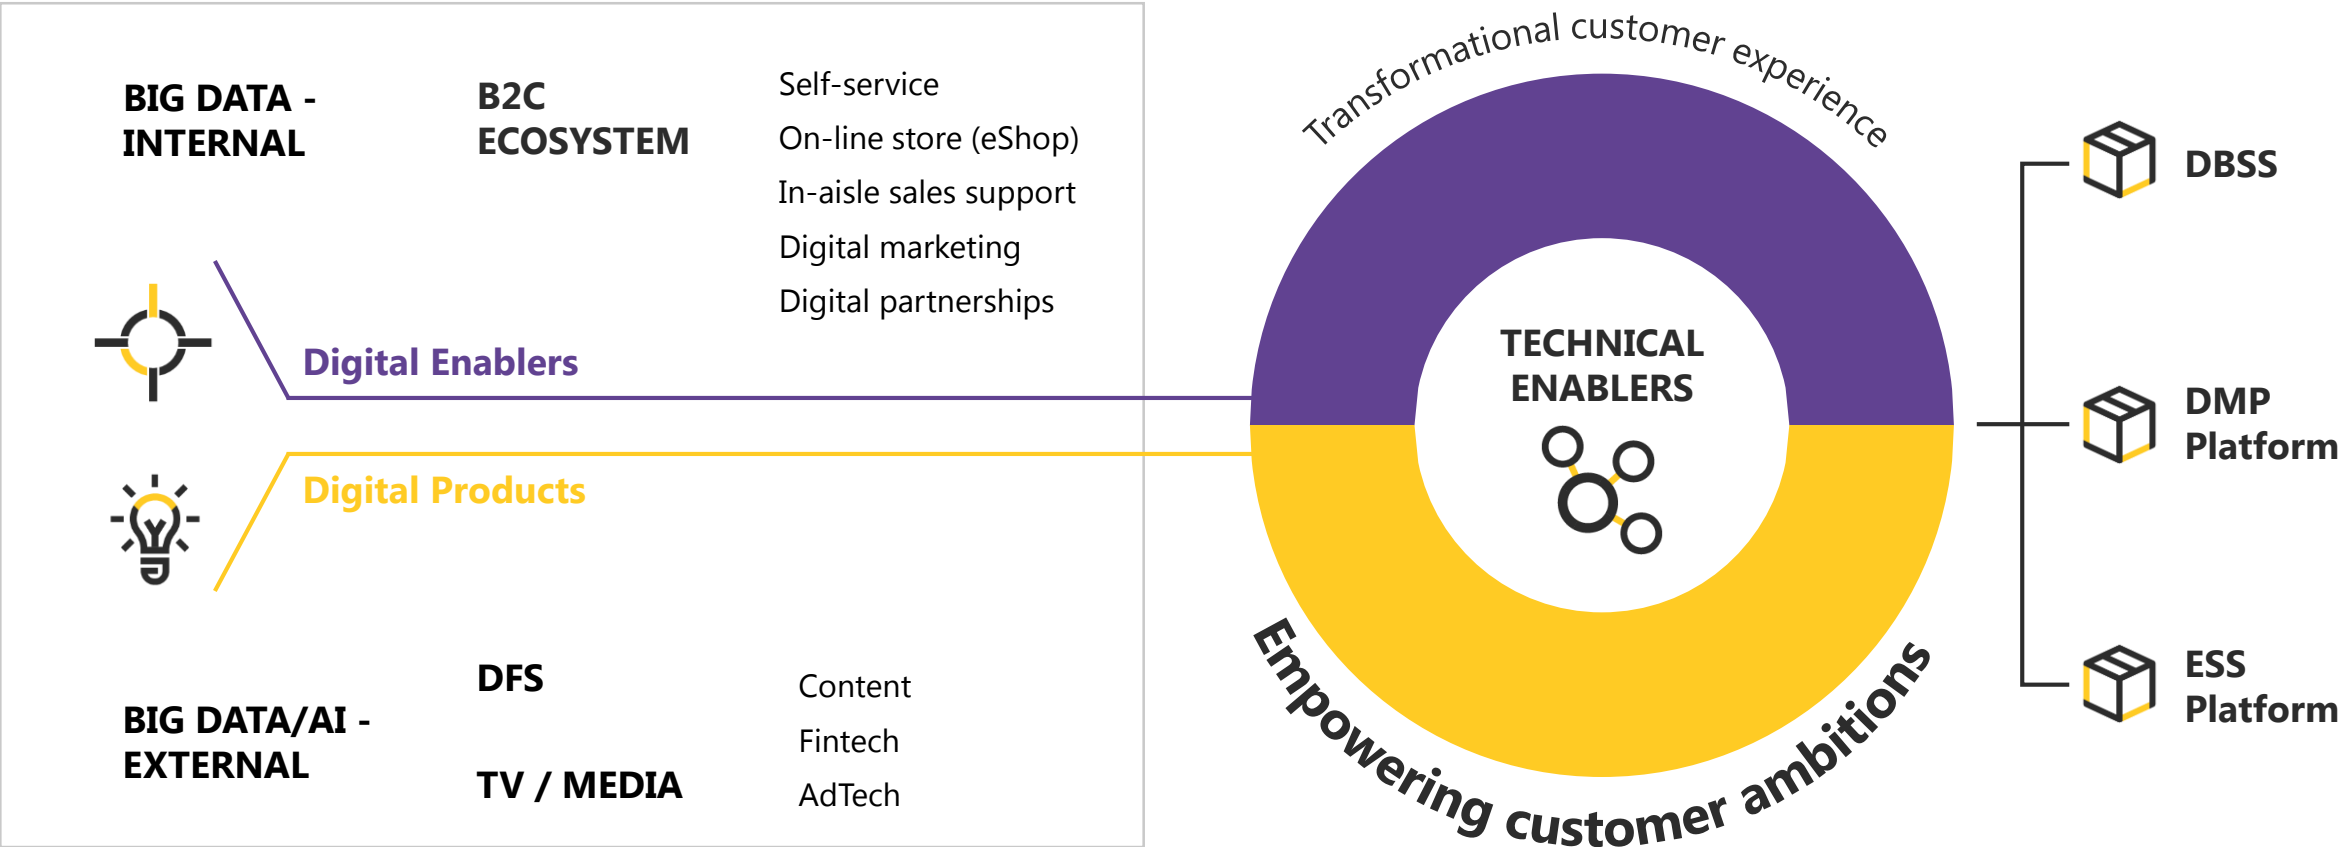 BIG DATA -
INTERNAL
B2C
ECOSYSTEM
Self-service
On-line store (eShop)
In-aisle sales support
Digital marketing
Digital partnerships
Digital Enablers
Digital Products
BIG DATA/AI -
EXTERNAL
DFS
TV / MEDIA
Content
Fintech
AdTech
Transformational customer experience
TECHNICAL
ENABLERS
Empowering customer ambitions
DBSS
DMP
Platform
ESS
Platform